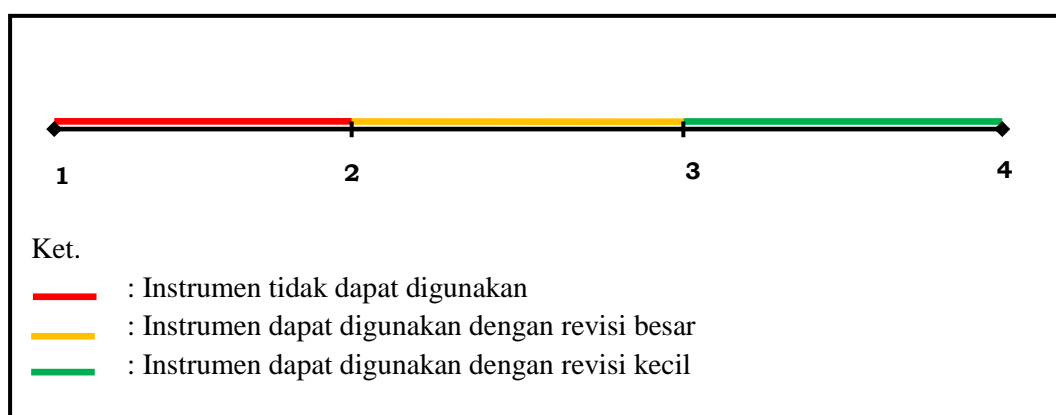 1 2 3 4
Ket.
: Instrumen tidak dapat digunakan
: Instrumen dapat digunakan dengan revisi besar
: Instrumen dapat digunakan dengan revisi kecil